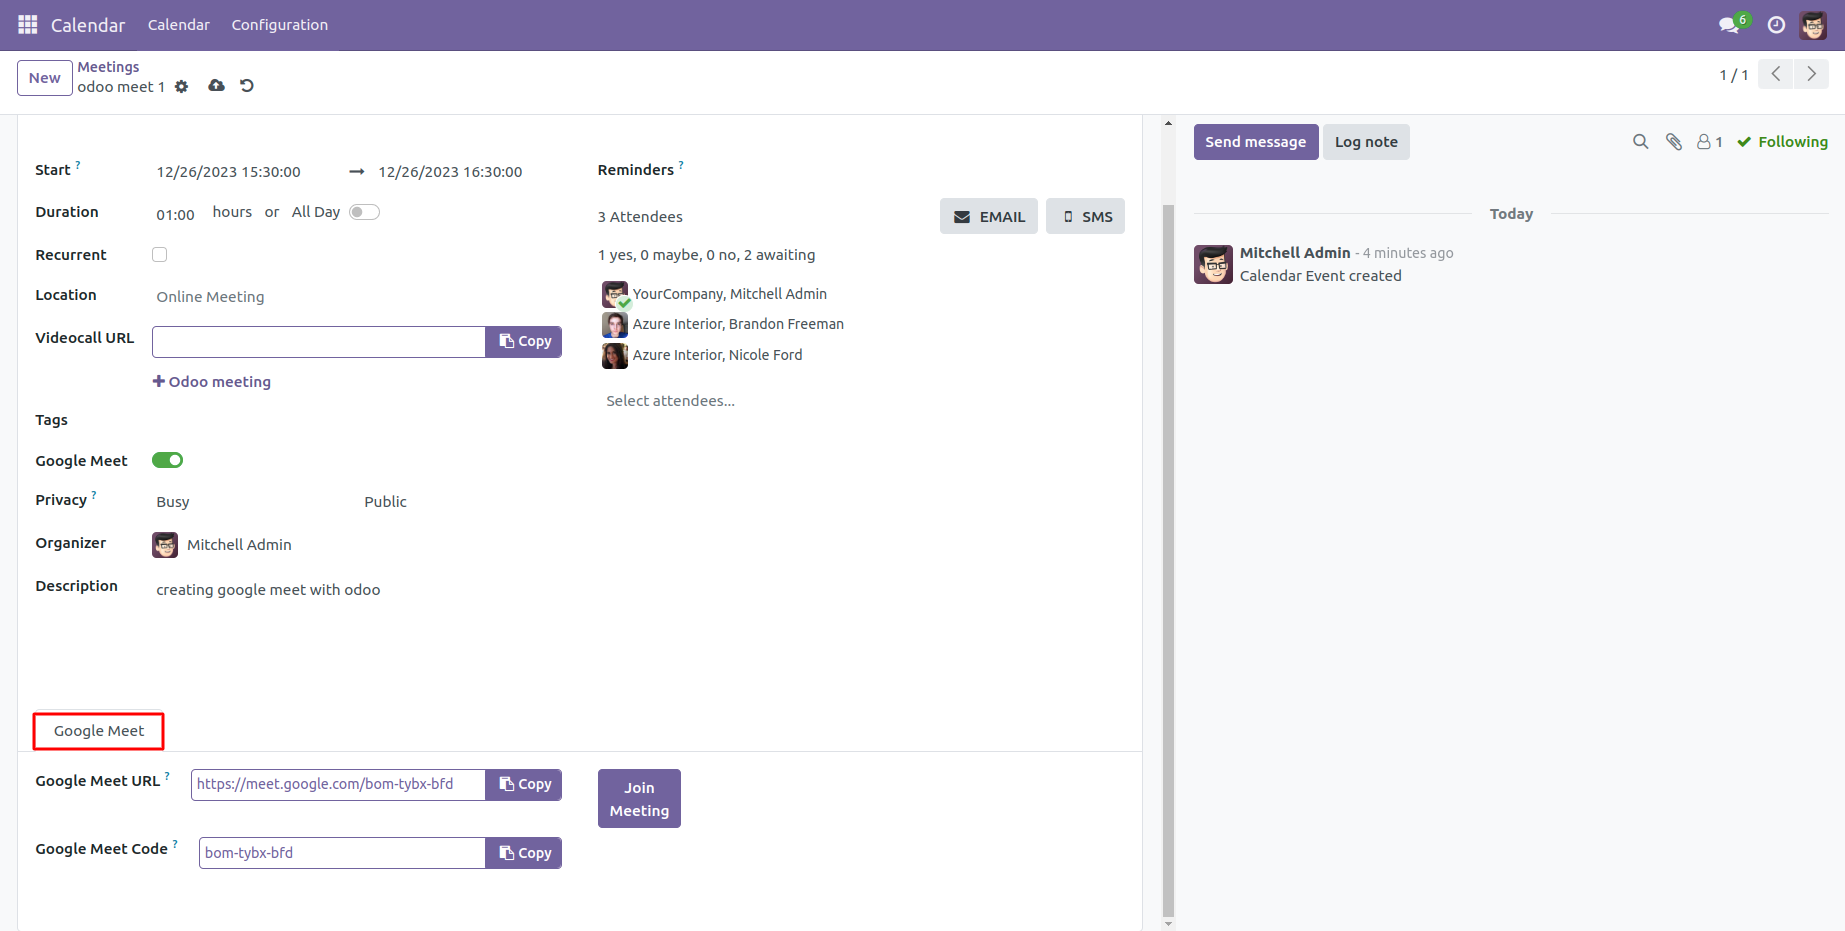 Calendar Calendar Configuration 6
New Meetings
odoo meet 1
1 / 1
Start ? 12/26/2023 15:30:00 → 12/26/2023 16:30:00
Duration 01:00 hours or All Day
Recurrent
Location Online Meeting
Videocall URL Copy
+ Odoo meeting
Tags
Google Meet
Privacy ? Busy Public
Organizer Mitchell Admin
Description creating google meet with odoo
Reminders ?
3 Attendees EMAIL SMS
1 yes, 0 maybe, 0 no, 2 awaiting
YourCompany, Mitchell Admin
Azure Interior, Brandon Freeman
Azure Interior, Nicole Ford
Select attendees...
Google Meet
Google Meet URL ? https://meet.google.com/bom-tybx-bfd Copy
Join
Meeting
Google Meet Code ? bom-tybx-bfd Copy
Send message Log note 1 Following
Today
Mitchell Admin - 4 minutes ago
Calendar Event created